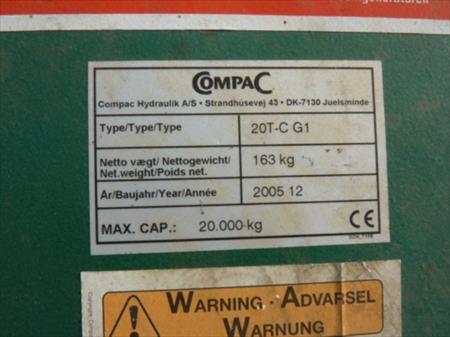 COMPAC
Compac Hydraulik A/S • Strandhusevej 43 • DK-7130 Juelsminde
Type/Type/Type 20T-C G1
Netto vægt/ Nettogewicht/ 163 kg
Net.weight/Poids net.
År/Baujahr/Year/Année 2005 12
MAX. CAP.: 20.000 kg CE
WARNING · ADVARSEL
WARNUNG